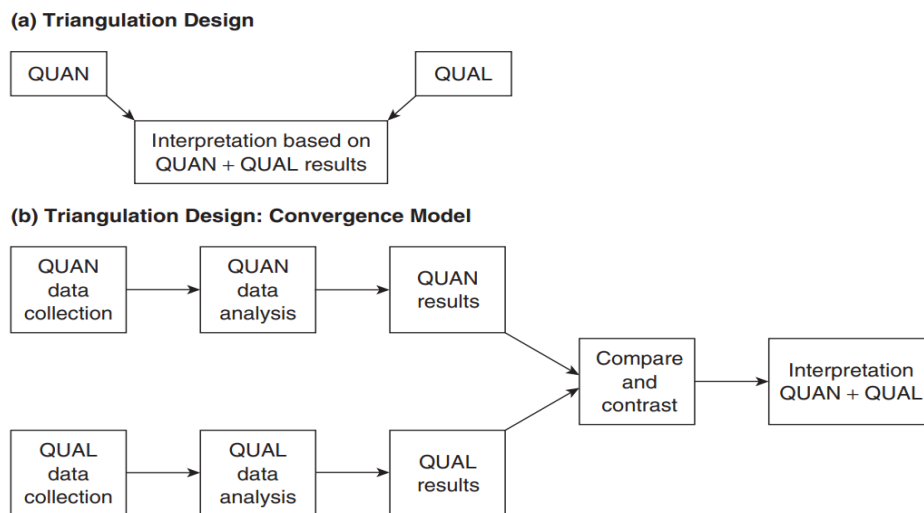 (a) Triangulation Design
QUAN
QUAL
Interpretation based on
QUAN + QUAL results
(b) Triangulation Design: Convergence Model
QUAN
data
collection
QUAN
data
analysis
QUAN
results
Compare
and
contrast
Interpretation
QUAN + QUAL
QUAL
data
collection
QUAL
data
analysis
QUAL
results